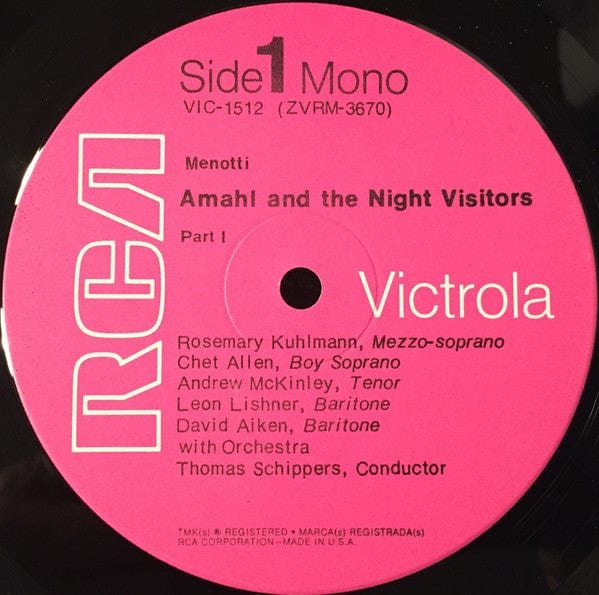 Side 1 Mono
VIC-1512 (ZVRM-3670)
RCA
Menotti
Amahl and the Night Visitors
Part I
Victrola
Rosemary Kuhlmann, Mezzo-soprano
Chet Allen, Boy Soprano
Andrew McKinley, Tenor
Leon Lishner, Baritone
David Aiken, Baritone
with Orchestra
Thomas Schippers, Conductor
TMK(s) ® REGISTERED • MARCA(s) REGISTRADA(s)
RCA CORPORATION—MADE IN U.S.A.